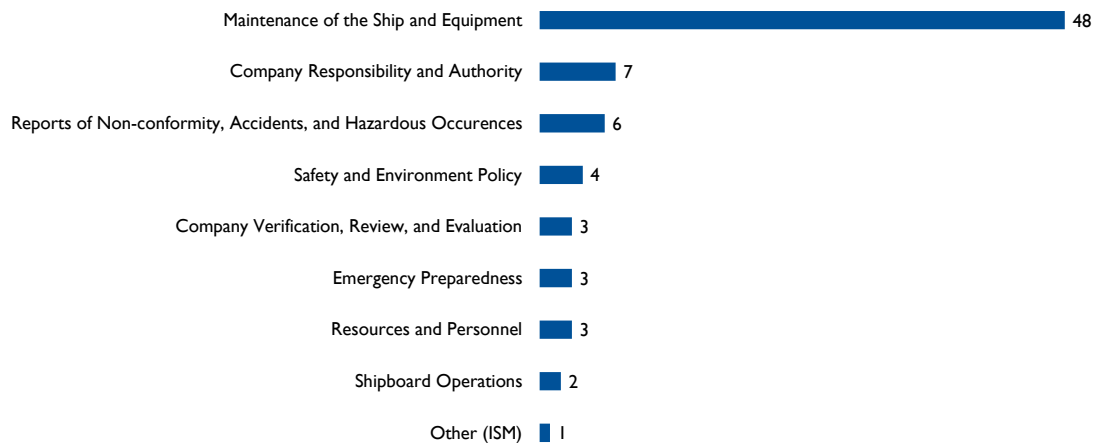 Maintenance of the Ship and Equipment 48
Company Responsibility and Authority 7
Reports of Non-conformity, Accidents, and Hazardous Occurences 6
Safety and Environment Policy 4
Company Verification, Review, and Evaluation 3
Emergency Preparedness 3
Resources and Personnel 3
Shipboard Operations 2
Other (ISM) 1